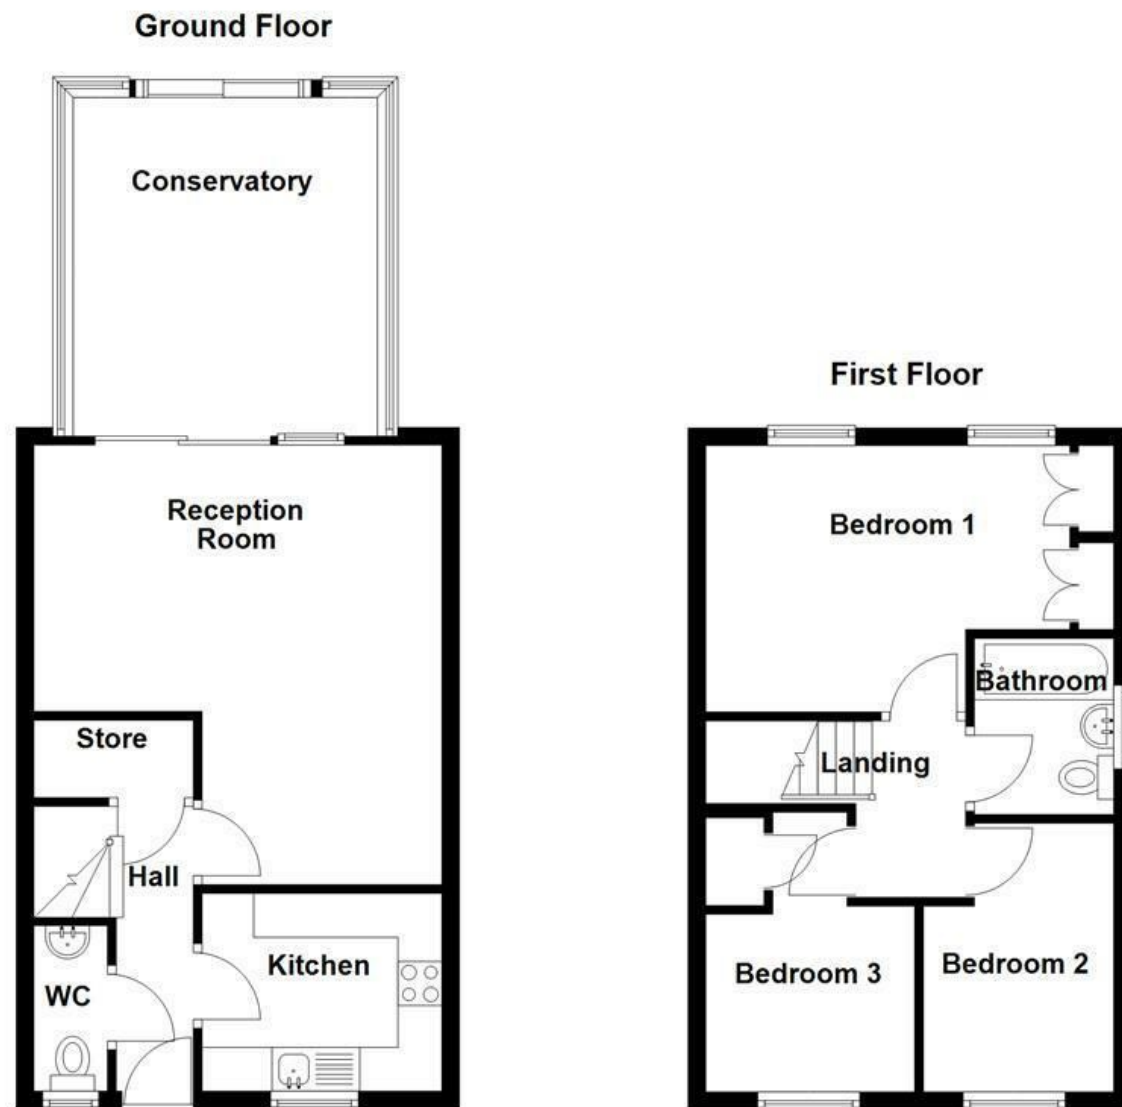 Ground Floor
Conservatory
Reception
Room
Store
Hall
WC
Kitchen
First Floor
Bedroom 1
Bathroom
Landing
Bedroom 3
Bedroom 2